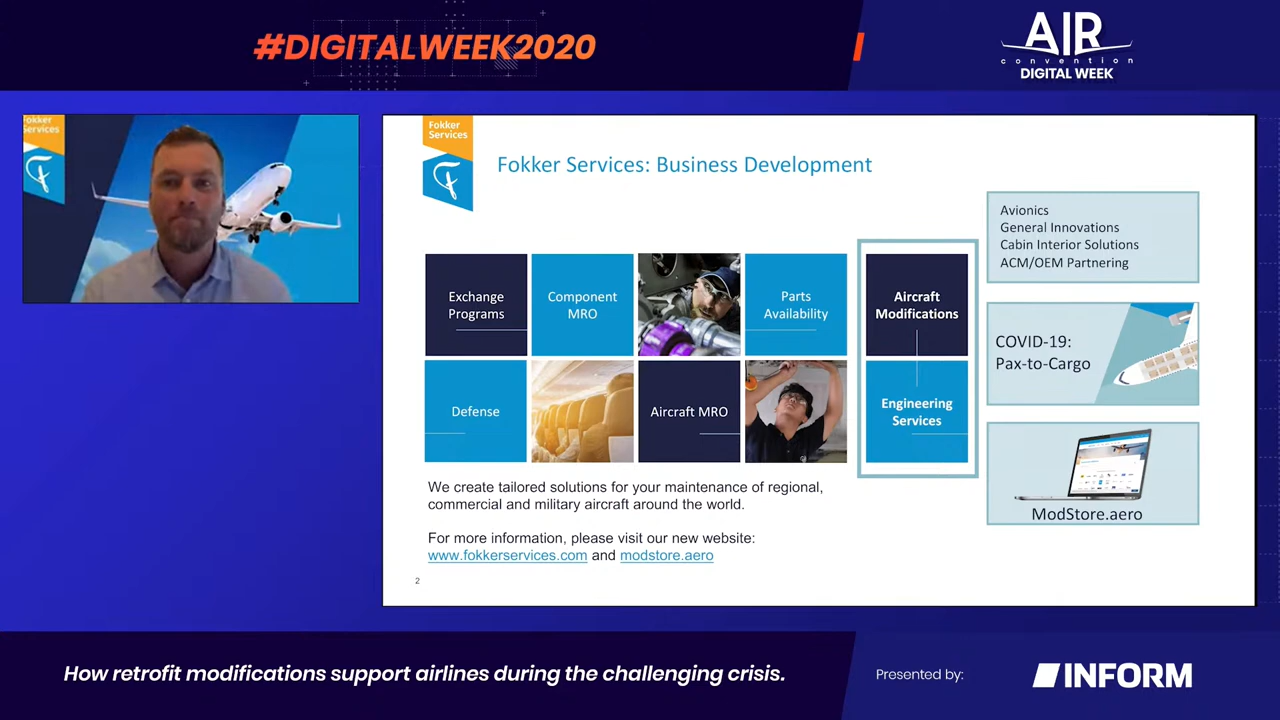 #DIGITALWEEK2020
AIR
convention
DIGITAL WEEK
Fokker
Services
Fokker
Services
Fokker Services: Business Development
Exchange
Programs
Component
MRO
Parts
Availability
Aircraft
Modifications
Defense
Aircraft MRO
Engineering
Services
Avionics
General Innovations
Cabin Interior Solutions
ACM/OEM Partnering
COVID-19:
Pax-to-Cargo
ModStore.aero
We create tailored solutions for your maintenance of regional,
commercial and military aircraft around the world.
For more information, please visit our new website:
www.fokkerservices.com and modstore.aero
2
How retrofit modifications support airlines during the challenging crisis.
Presented by:
INFORM